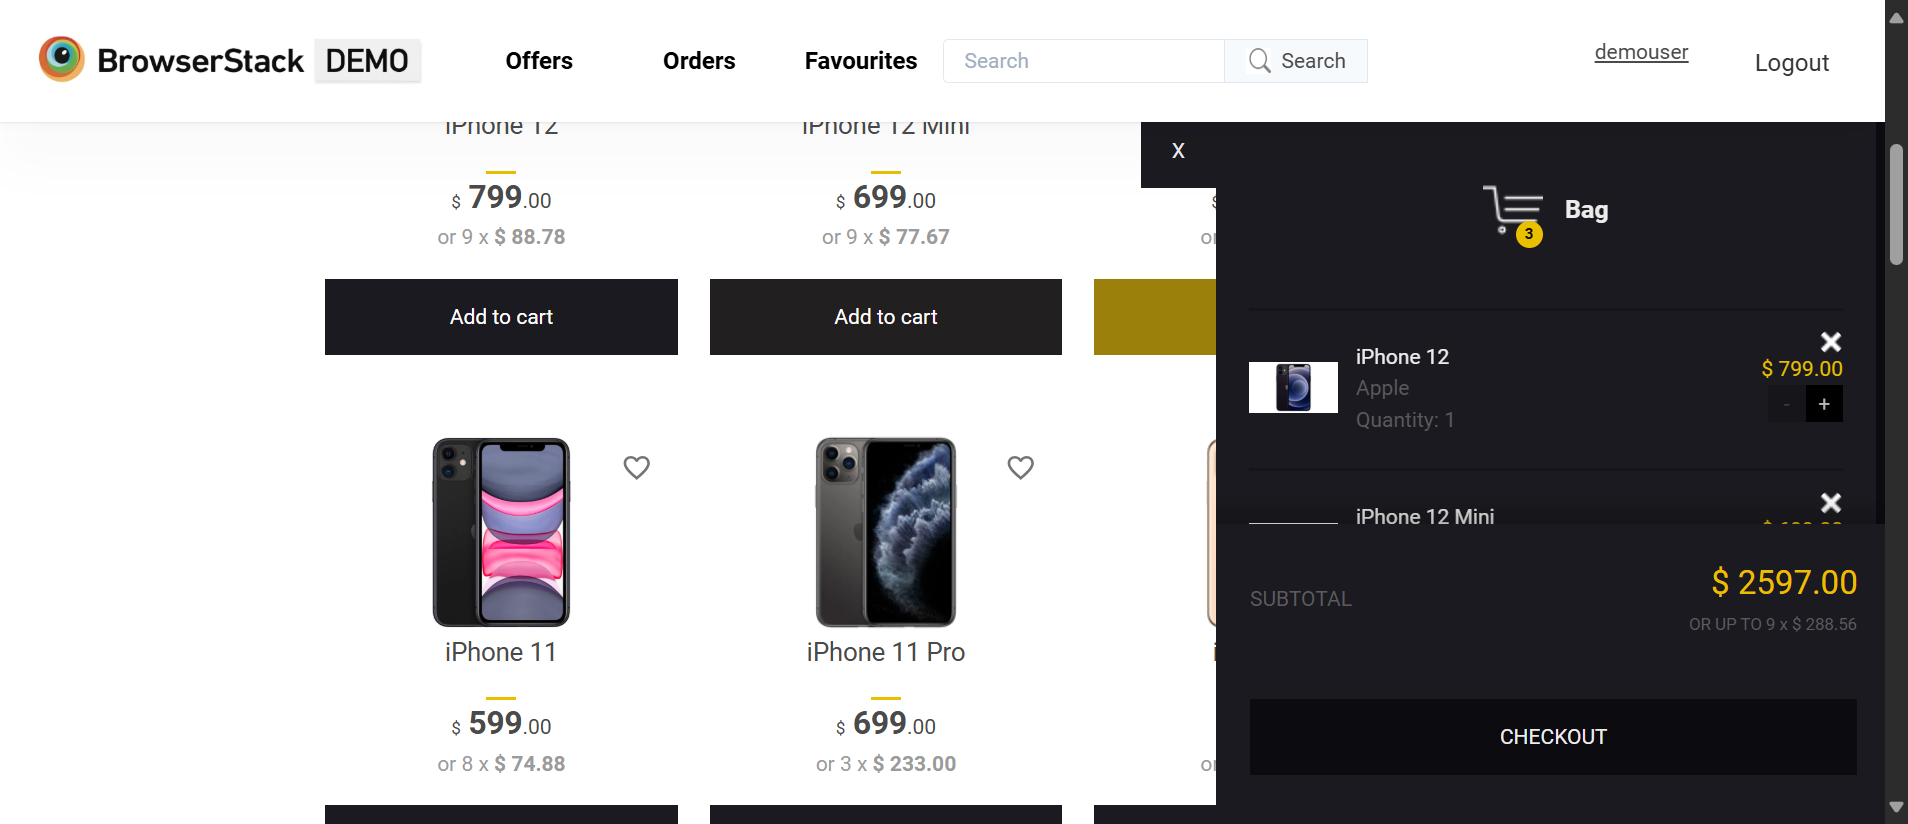 BrowserStack DEMO
Offers
Orders
Favourites
Search
Search
demouser
Logout
iPhone 12
iPhone 12 Mini
$ 799.00
$ 699.00
or 9 x $ 88.78
or 9 x $ 77.67
Add to cart
Add to cart
X
Bag
3
iPhone 12
Apple
Quantity: 1
$ 799.00
- +
iPhone 12 Mini
SUBTOTAL
$ 2597.00
OR UP TO 9 x $ 288.56
CHECKOUT
iPhone 11
iPhone 11 Pro
$ 599.00
$ 699.00
or 8 x $ 74.88
or 3 x $ 233.00